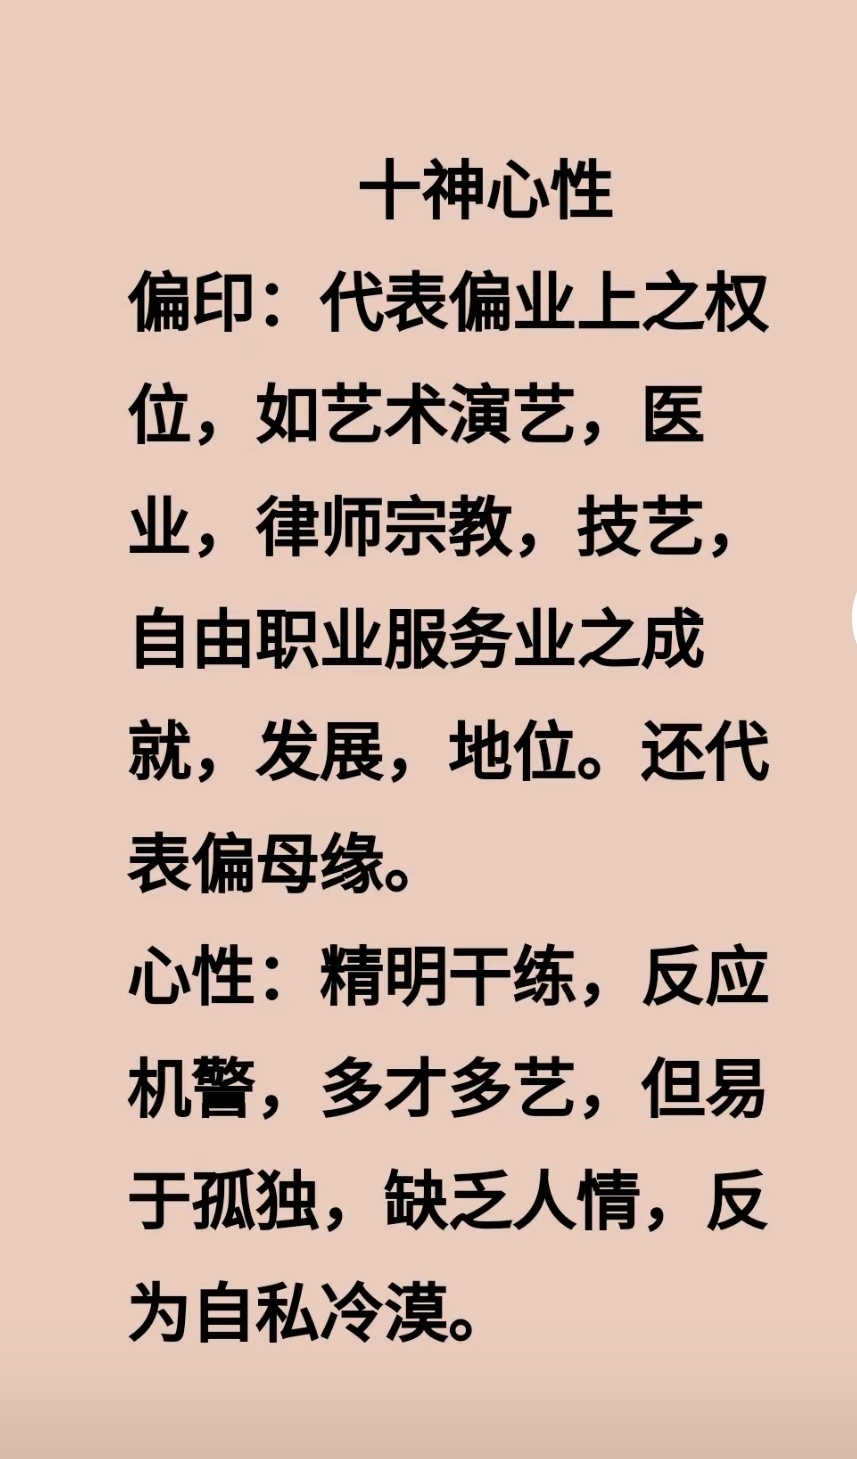 十神心性
偏印：代表偏业上之权
位，如艺术演艺，医
业，律师宗教，技艺，
自由职业服务业之成
就，发展，地位。还代
表偏母缘。
心性：精明干练，反应
机警，多才多艺，但易
于孤独，缺乏人情，反
为自私冷漠。